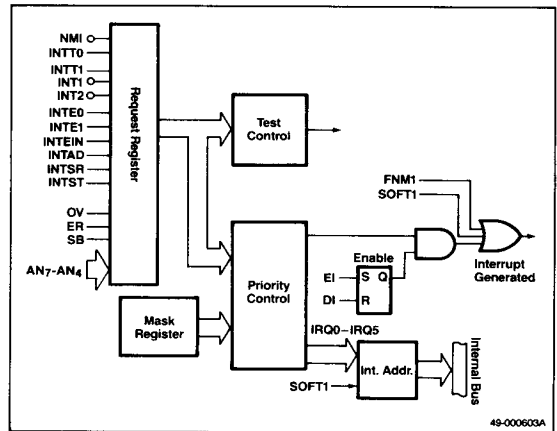 NMI
INTT0
INTT1
INT1
INT2
INTE0
INTE1
INTEIN
INTAD
INTSR
INTST
OV
ER
SB
AN7-AN4
Request Register
Test
Control
FNM1
SOFT1
Interrupt
Generated
Priority
Control
Enable
EI
S Q
DI
R
Mask
Register
IRQ0-IRQ5
Int. Addr.
SOFT1
Internal Bus
49-000603A